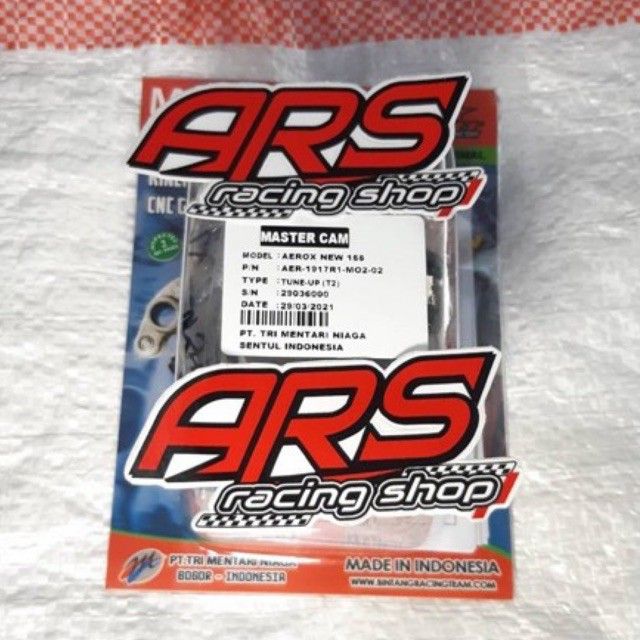 ARS
racing shop
CNC
MASTER CAM
MODEL : AEROX NEW 155
P/N : AER-1917R1-MO2-02
TYPE : TUNE-UP (T2)
S/N : 29036000
DATE : 29/03/2021
PT. TRI MENTARI NIAGA
SENTUL INDONESIA
ARS
racing shop
PT.TRI MENTARI NIAGA
BOGOR - INDONESIA
MADE IN INDONESIA
WWW.BINTANGRACINGTEAM.COM